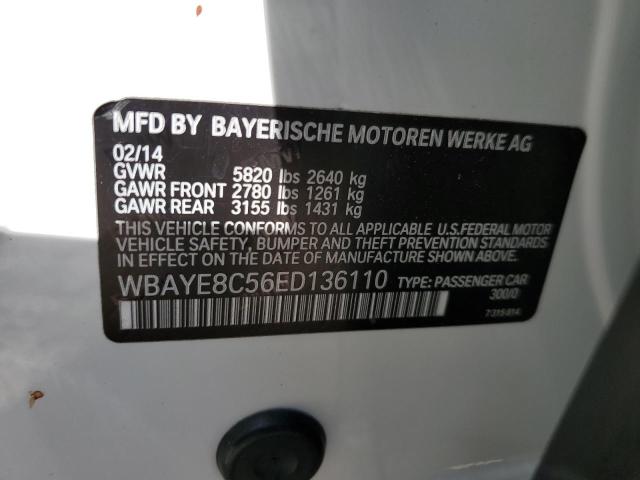 MFD BY BAYERISCHE MOTOREN WERKE AG
02/14
GVWR 5820 lbs 2640 kg
GAWR FRONT 2780 lbs 1261 kg
GAWR REAR 3155 lbs 1431 kg
THIS VEHICLE CONFORMS TO ALL APPLICABLE U.S.FEDERAL MOTOR
VEHICLE SAFETY, BUMPER AND THEFT PREVENTION STANDARDS
IN EFFECT ON THE DATE OF MANUFACTURE SHOWN ABOVE.
WBAYE8C56ED136110 TYPE: PASSENGER CAR
300/0